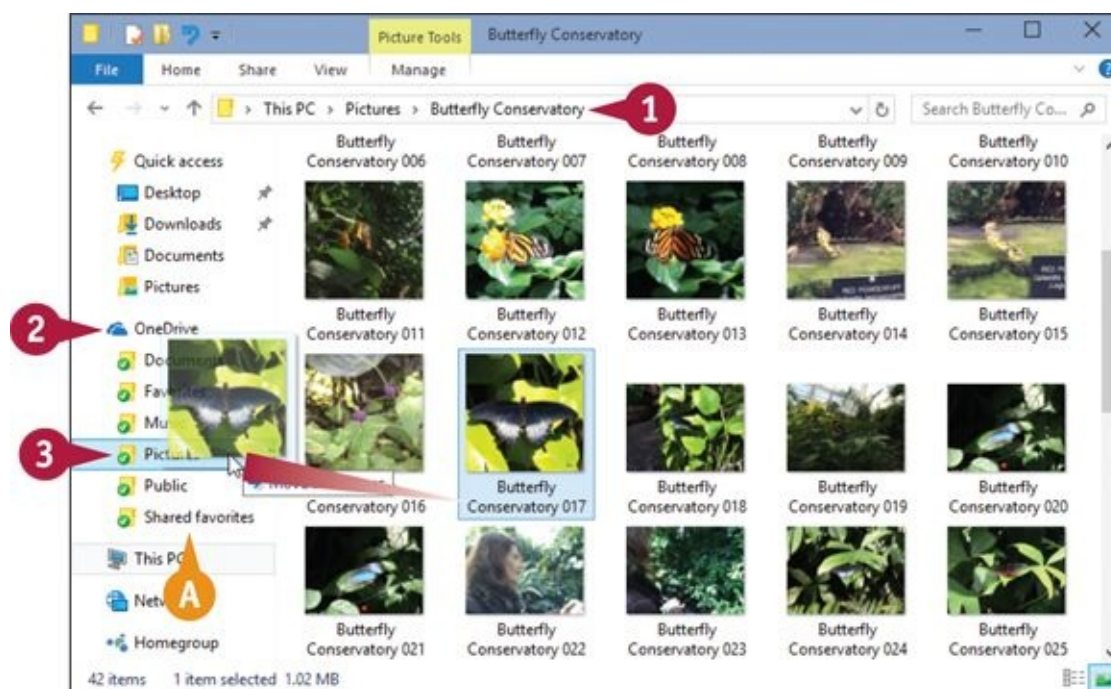 Picture Tools Butterfly Conservatory
File Home Share View Manage
This PC > Pictures > Butterfly Conservatory
1
Search Butterfly Co...
Quick access
Desktop
Downloads
Documents
Pictures
2
OneDrive
Documents
Favorites
3
Pictures
Public
Shared favorites
This PC
A
Homegroup
Butterfly Conservatory 006
Butterfly Conservatory 007
Butterfly Conservatory 008
Butterfly Conservatory 009
Butterfly Conservatory 010
Butterfly Conservatory 011
Butterfly Conservatory 012
Butterfly Conservatory 013
Butterfly Conservatory 014
Butterfly Conservatory 015
Conservatory 016
Butterfly Conservatory 017
Butterfly Conservatory 018
Butterfly Conservatory 019
Butterfly Conservatory 020
Butterfly Conservatory 021
Butterfly Conservatory 022
Butterfly Conservatory 023
Butterfly Conservatory 024
Butterfly Conservatory 025
42 items 1 item selected 1.02 MB